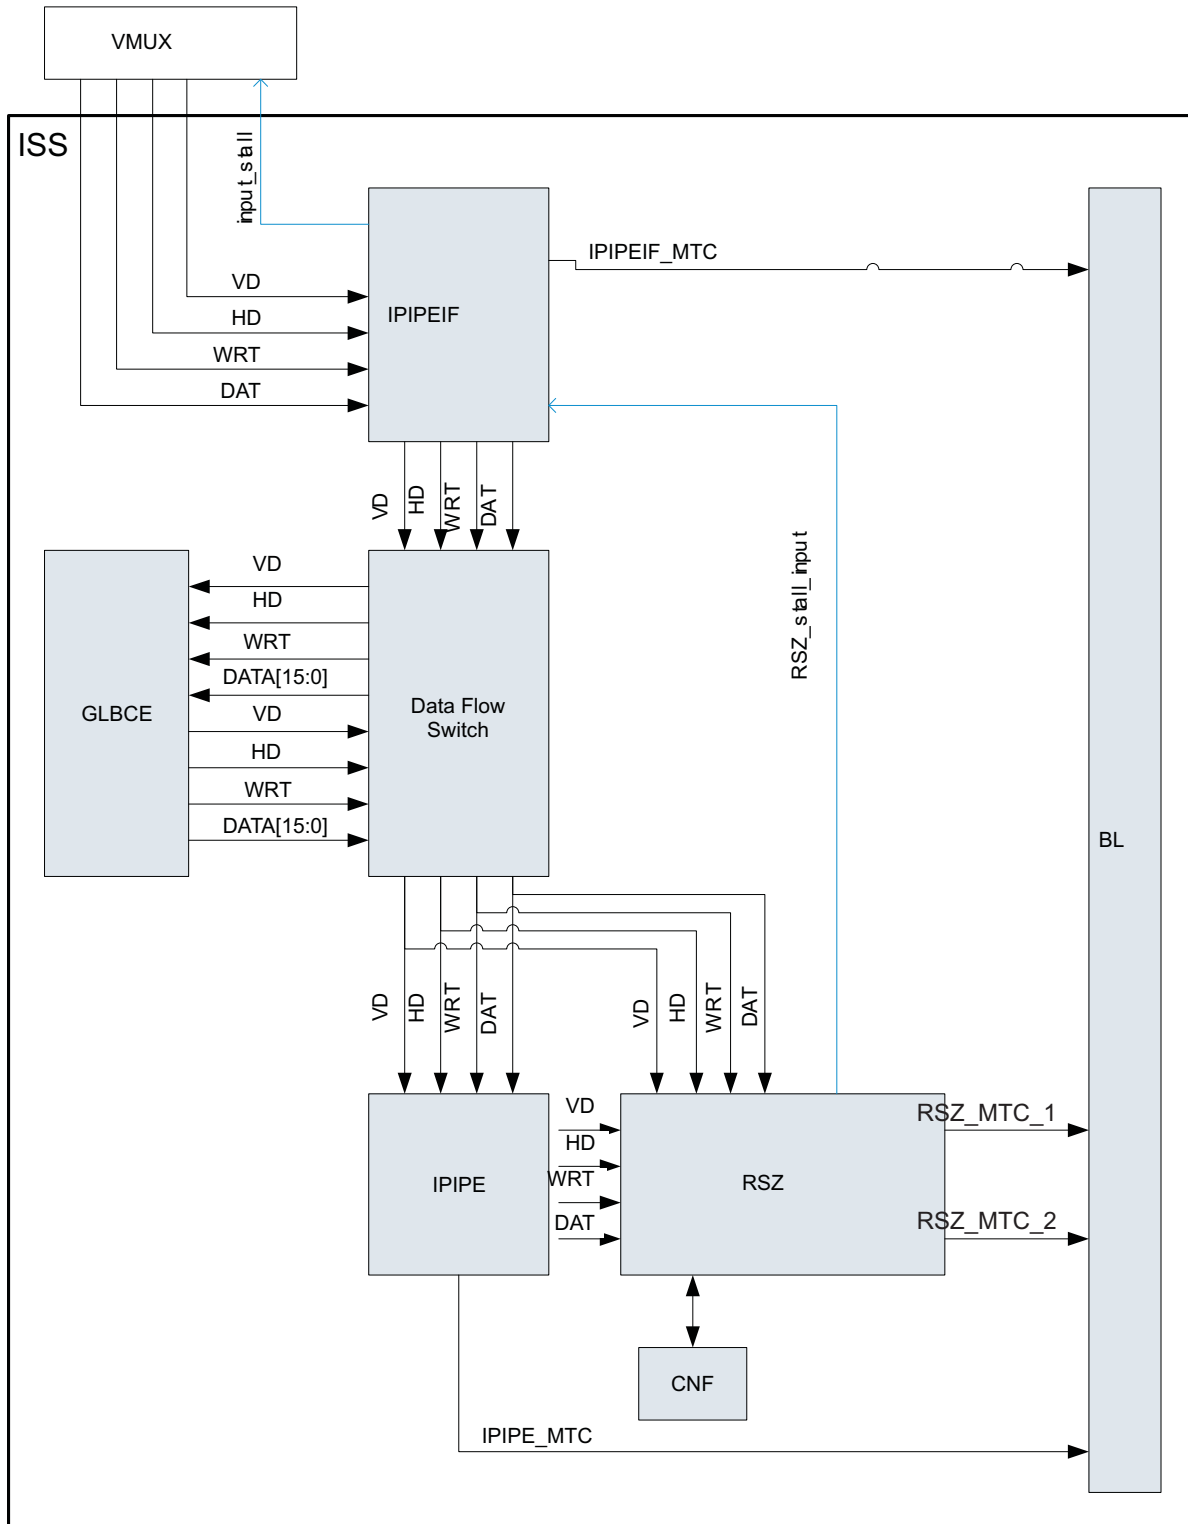 VMUX
ISS
input_stall
IPIPEIF_MTC
VD
HD
IPIPEIF
WRT
DAT
VD
HD
WRT
DAT
RSZ_stall_input
VD
HD
WRT
DATA[15:0]
GLBCE
VD
Data Flow
Switch
HD
WRT
DATA[15:0]
BL
VD
HD
WRT
DAT
VD
HD
WRT
DAT
VD
HD
WRT
DAT
IPIPE
RSZ
RSZ_MTC_1
RSZ_MTC_2
CNF
IPIPE_MTC